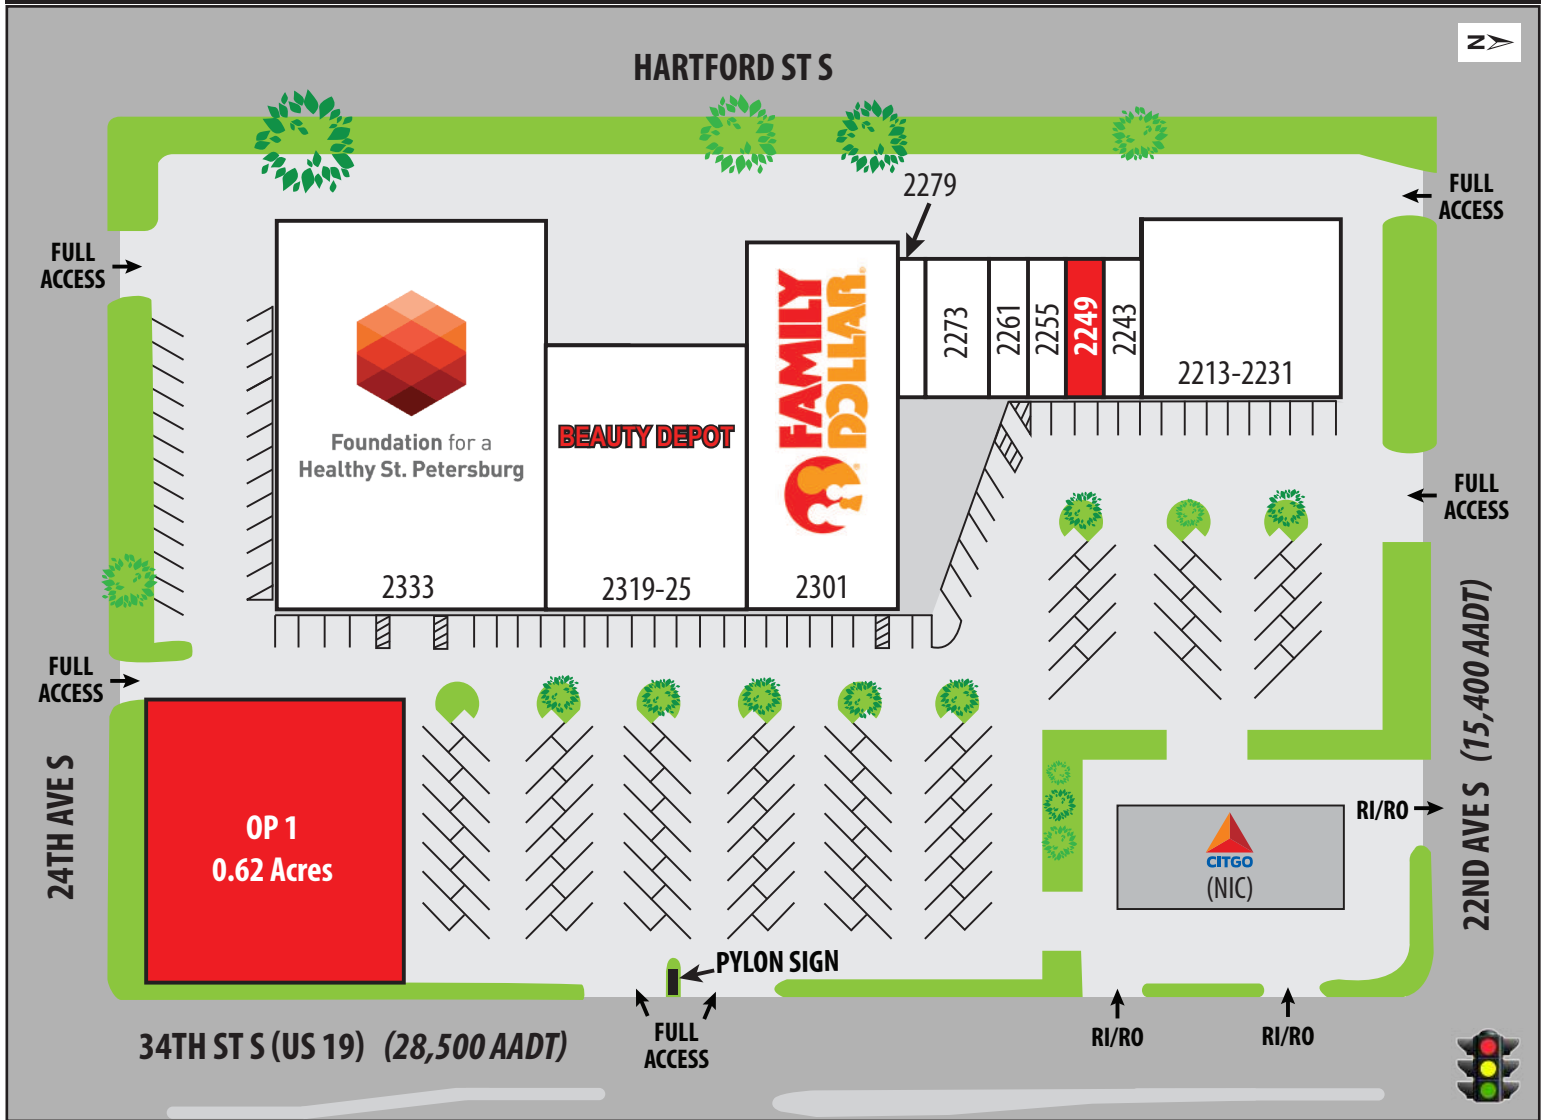 HARTFORD ST S
N
2279
FULL
ACCESS
FULL
ACCESS
2273
2261
2255
2249
2243
2213-2231
FAMILY
DOLLAR
Foundation for a
Healthy St. Petersburg
BEAUTY DEPOT
FULL
ACCESS
2333
2319-25
2301
FULL
ACCESS
24TH AVE S
OP 1
0.62 Acres
22ND AVE S (15,400 AADT)
RI/RO
CITGO
(NIC)
PYLON SIGN
FULL
ACCESS
RI/RO
RI/RO
34TH ST S (US 19) (28,500 AADT)